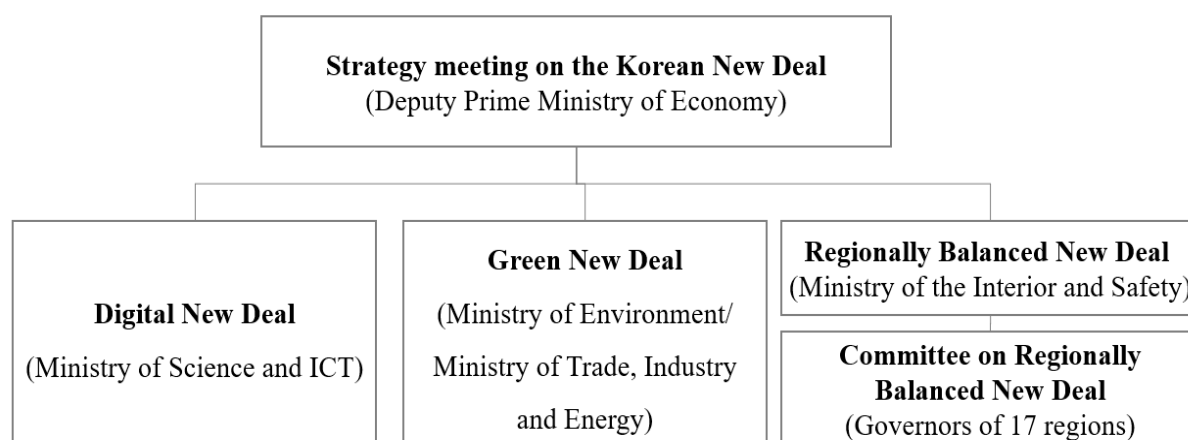 Strategy meeting on the Korean New Deal
(Deputy Prime Ministry of Economy)
Digital New Deal
(Ministry of Science and ICT)
Green New Deal
(Ministry of Environment/
Ministry of Trade, Industry
and Energy)
Regionally Balanced New Deal
(Ministry of the Interior and Safety)
Committee on Regionally
Balanced New Deal
(Governors of 17 regions)